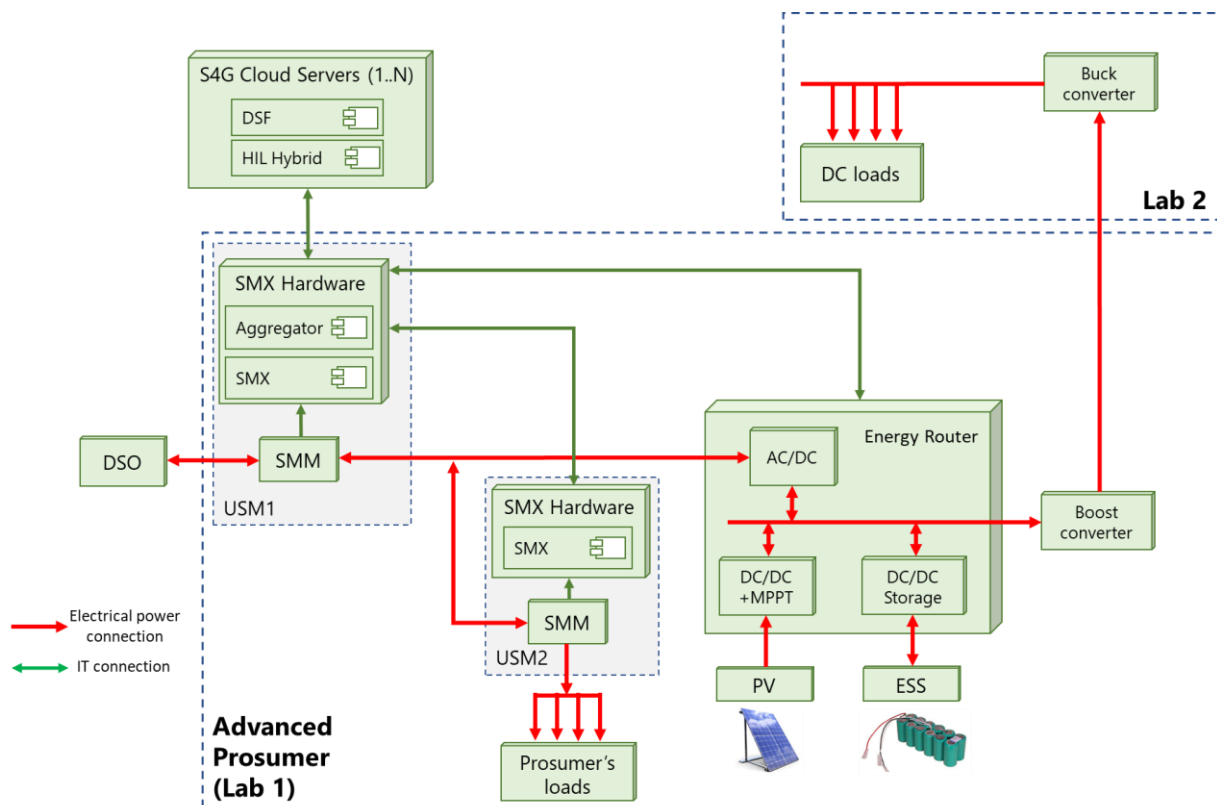 S4G Cloud Servers (1..N)
DSF
HIL Hybrid
Buck
converter
DC loads
Lab 2
SMX Hardware
Aggregator
SMX
DSO
SMM
USM1
SMX Hardware
SMX
SMM
USM2
Energy Router
AC/DC
DC/DC
+MPPT
DC/DC
Storage
Boost
converter
Electrical power
connection
IT connection
PV
ESS
Advanced
Prosumer
(Lab 1)
Prosumer's
loads